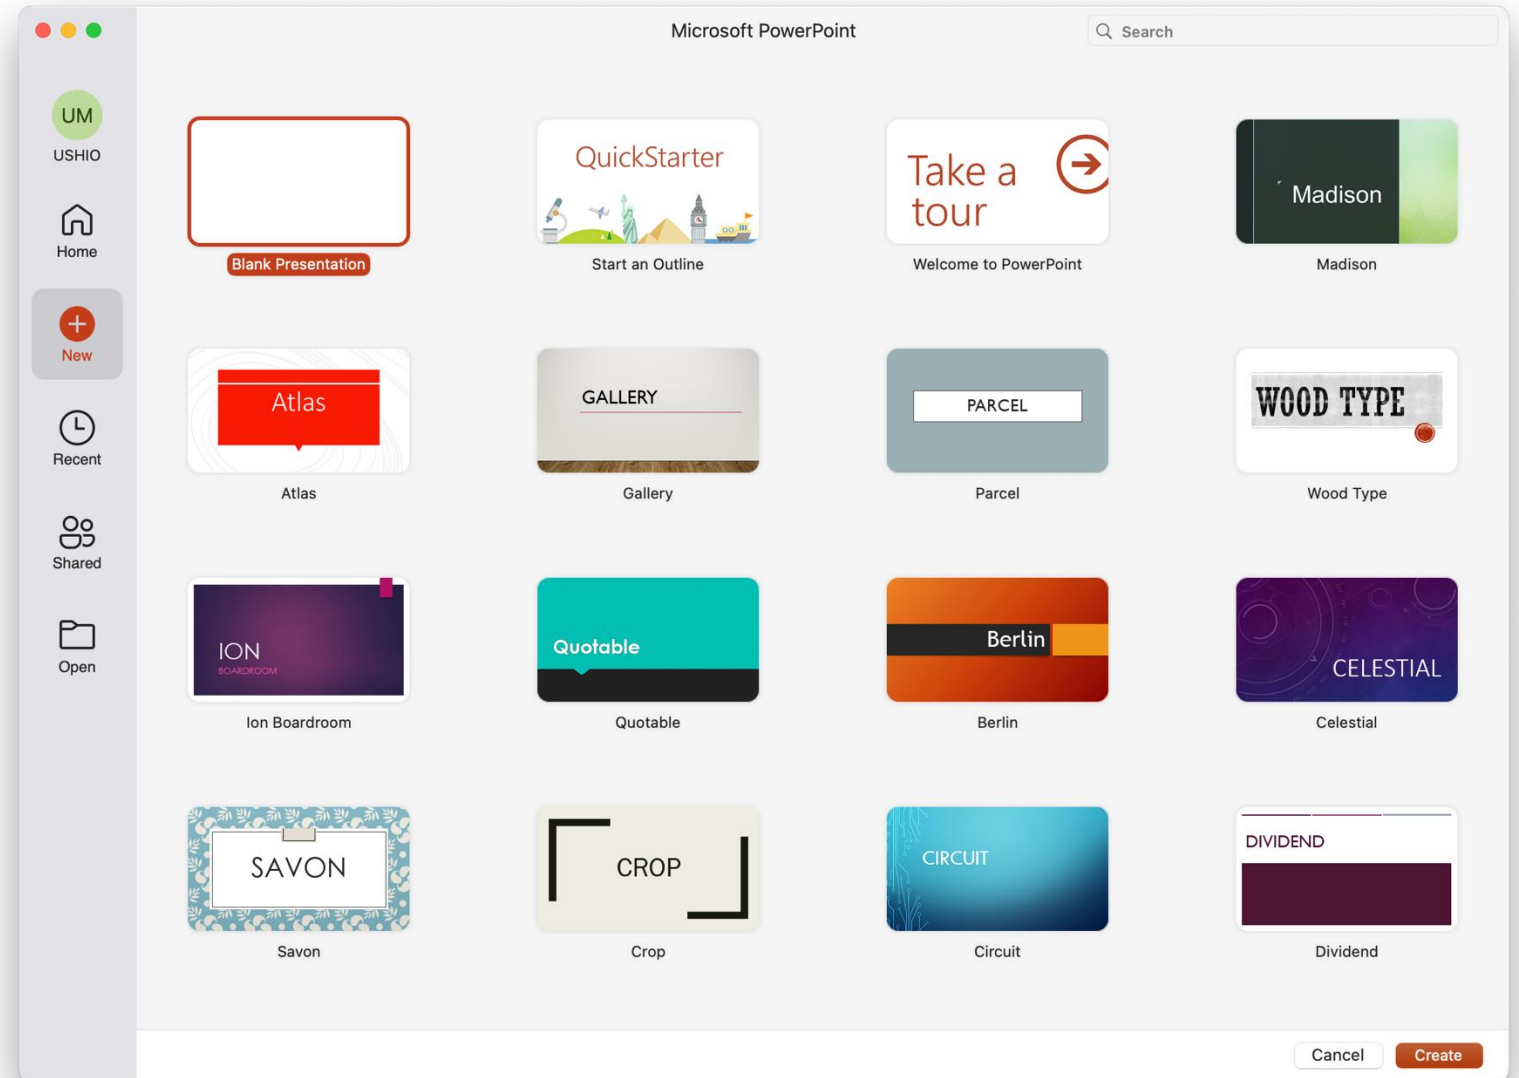 Microsoft PowerPoint
Search
UM
USHIO
Home
New
Recent
Shared
Open
Blank Presentation
QuickStarter
Start an Outline
Take a
tour
Welcome to PowerPoint
Madison
Madison
Atlas
Atlas
GALLERY
Gallery
PARCEL
Parcel
WOOD TYPE
Wood Type
ION
BOARDROOM
Ion Boardroom
Quotable
Quotable
Berlin
Berlin
CELESTIAL
Celestial
SAVON
Savon
CROP
Crop
CIRCUIT
Circuit
DIVIDEND
Dividend
Cancel
Create